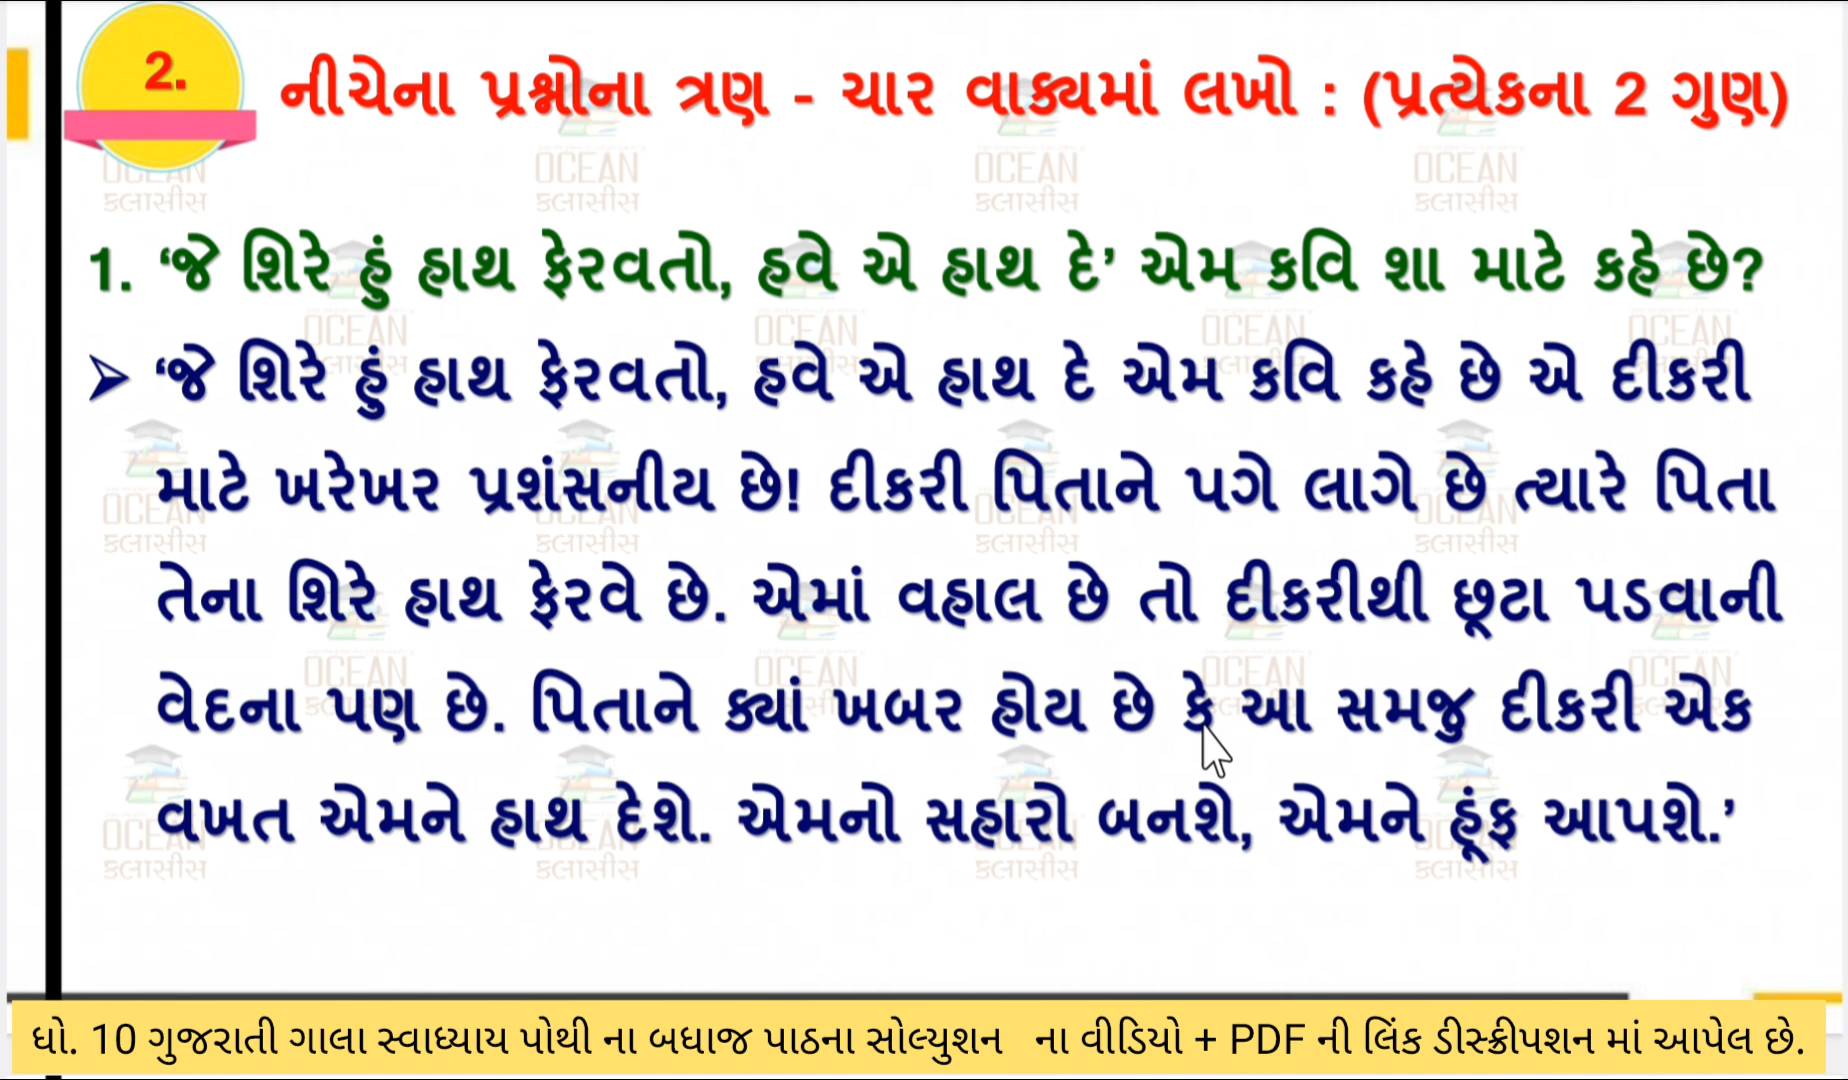 2.
નીચેના પ્રશ્નોના ત્રણ - ચાર વાક્યમાં લખો : (પ્રત્યેકના 2 ગુણ)
1. ‘જે શિરે હું હાથ ફેરવતો, હવે એ હાથ દે’ એમ કવિ શા માટે કહે છે?
➢ ‘જે શિરે હું હાથ ફેરવતો, હવે એ હાથ દે એમ કવિ કહે છે એ દીકરી
માટે ખરેખર પ્રશંસનીય છે! દીકરી પિતાને પગે લાગે છે ત્યારે પિતા
તેના શિરે હાથ ફેરવે છે. એમાં વહાલ છે તો દીકરીથી છૂટા પડવાની
વેદના પણ છે. પિતાને ક્યાં ખબર હોય છે કે આ સમજુ દીકરી એક
વખત એમને હાથ દેશે. એમનો સહારો બનશે, એમને હૂંફ આપશે.’
ધો. 10 ગુજરાતી ગાલા સ્વાધ્યાય પોથી ના બધાજ પાઠના સોલ્યુશન ના વીડિયો + PDF ની લિંક ડીસ્ક્રીપશન માં આપેલ છે.
OCEAN
ક્લાસીસ